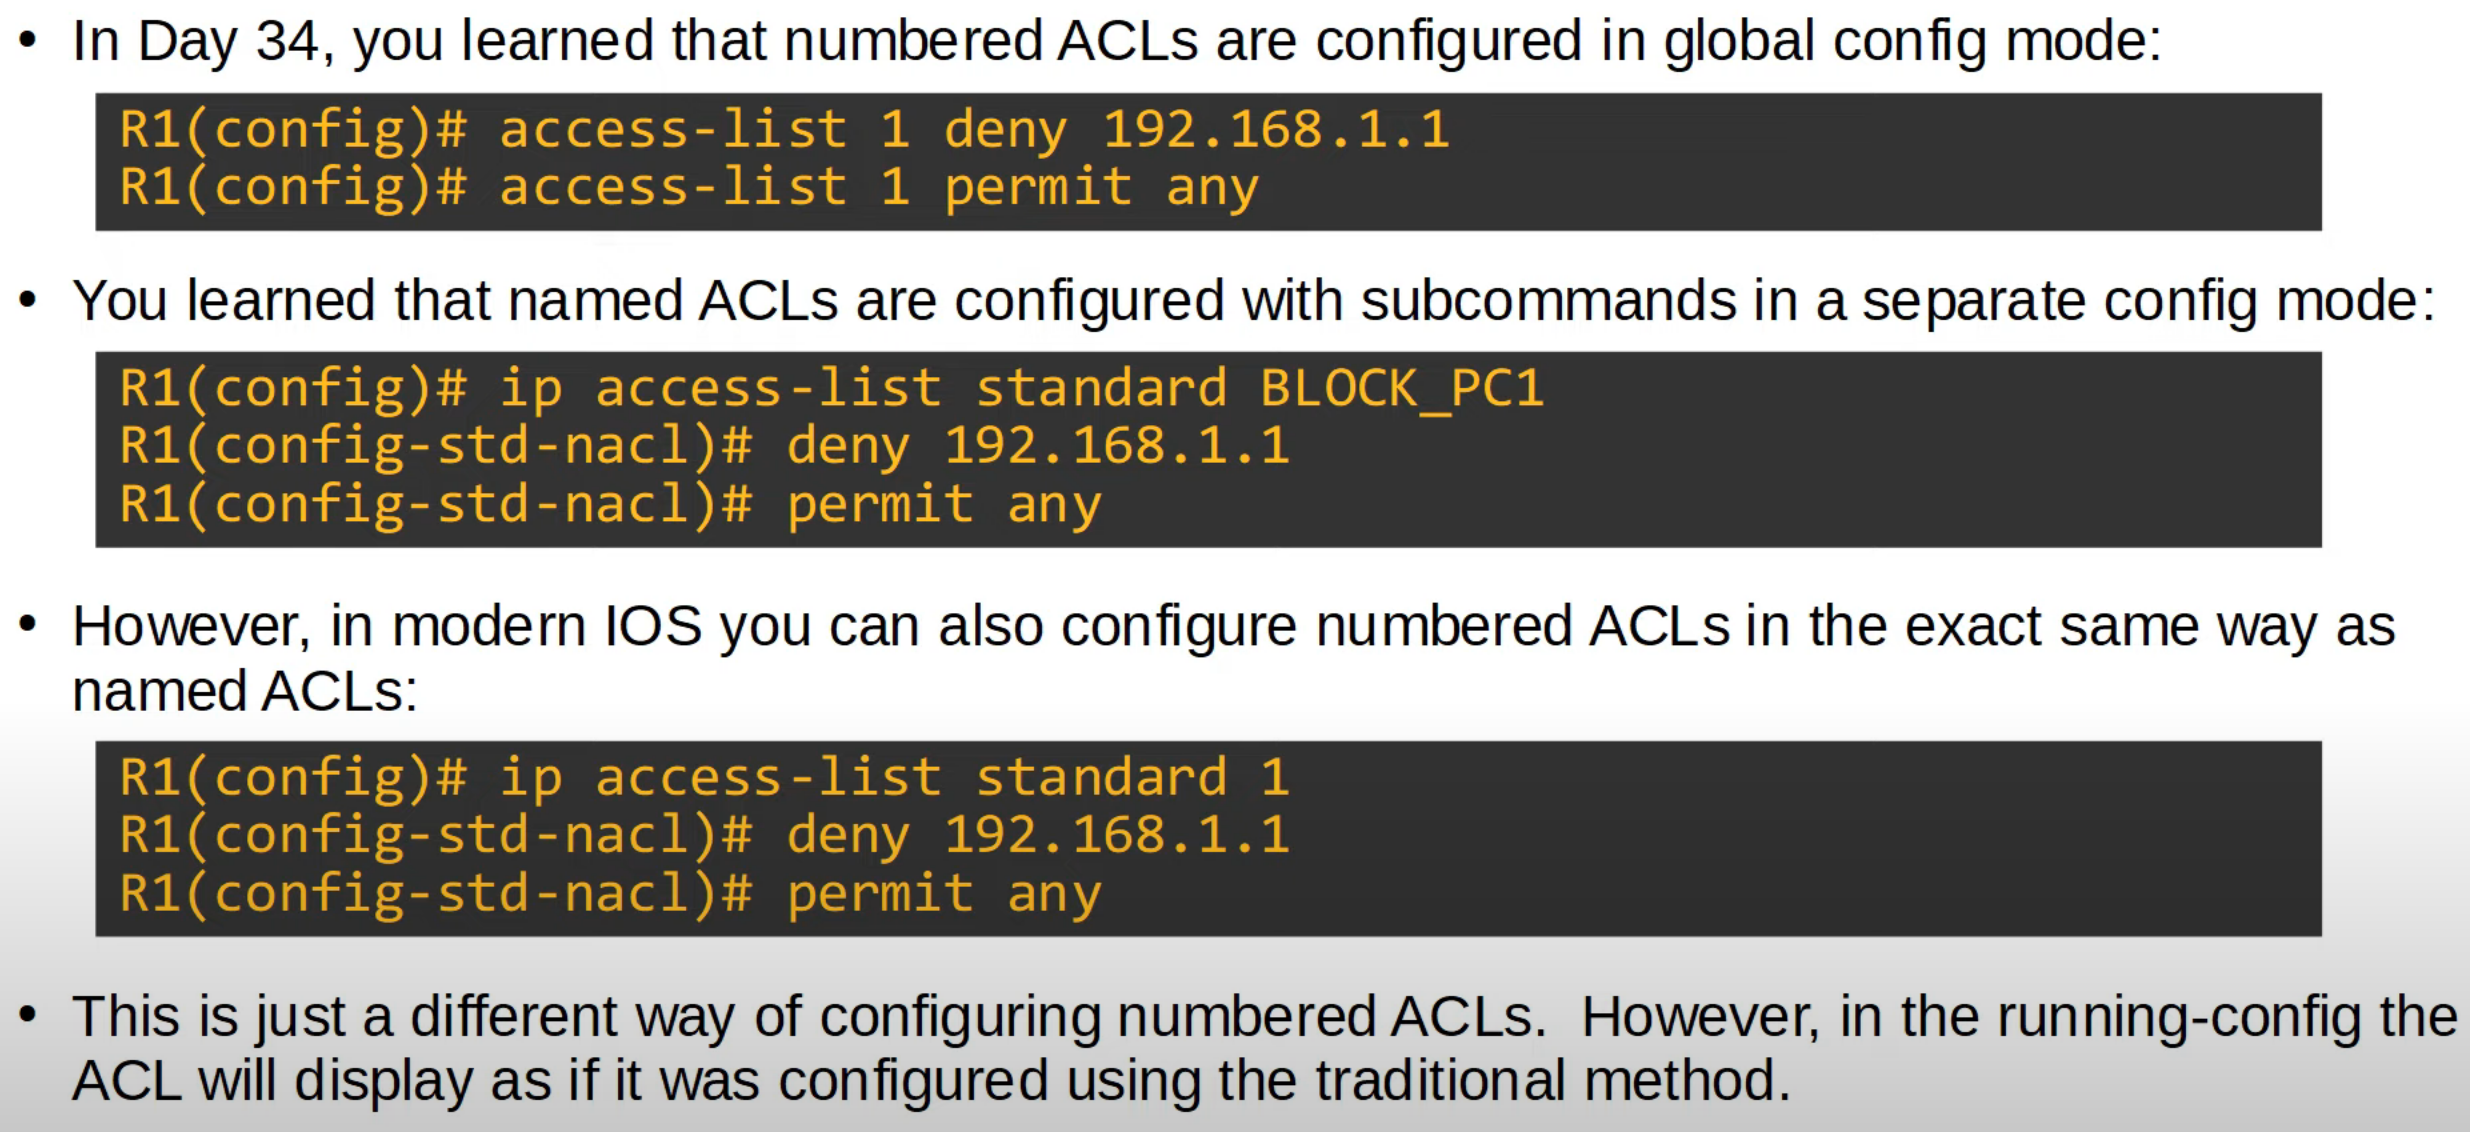 • In Day 34, you learned that numbered ACLs are configured in global config mode:
R1(config)# access-list 1 deny 192.168.1.1
R1(config)# access-list 1 permit any
• You learned that named ACLs are configured with subcommands in a separate config mode:
R1(config)# ip access-list standard BLOCK_PC1
R1(config-std-nacl)# deny 192.168.1.1
R1(config-std-nacl)# permit any
• However, in modern IOS you can also configure numbered ACLs in the exact same way as
named ACLs:
R1(config)# ip access-list standard 1
R1(config-std-nacl)# deny 192.168.1.1
R1(config-std-nacl)# permit any
• This is just a different way of configuring numbered ACLs.  However, in the running-config the
ACL will display as if it was configured using the traditional method.